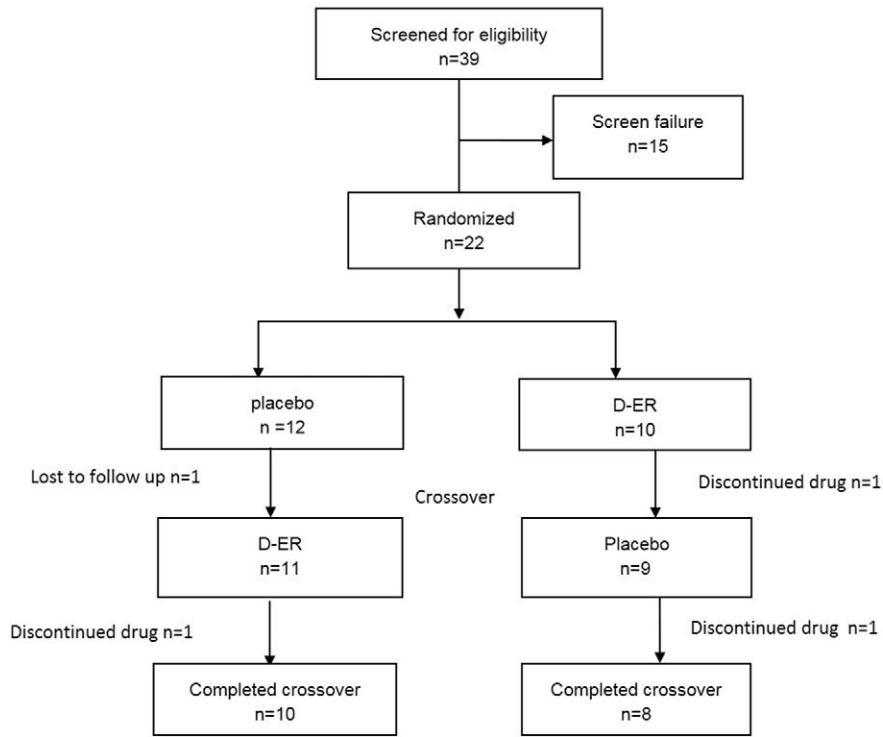 Screened for eligibility
n=39
Screen failure
n=15
Randomized
n=22
placebo
n =12
D-ER
n=10
Lost to follow up n=1
Crossover
Discontinued drug n=1
D-ER
n=11
Placebo
n=9
Discontinued drug n=1
Discontinued drug  n=1
Completed crossover
n=10
Completed crossover
n=8